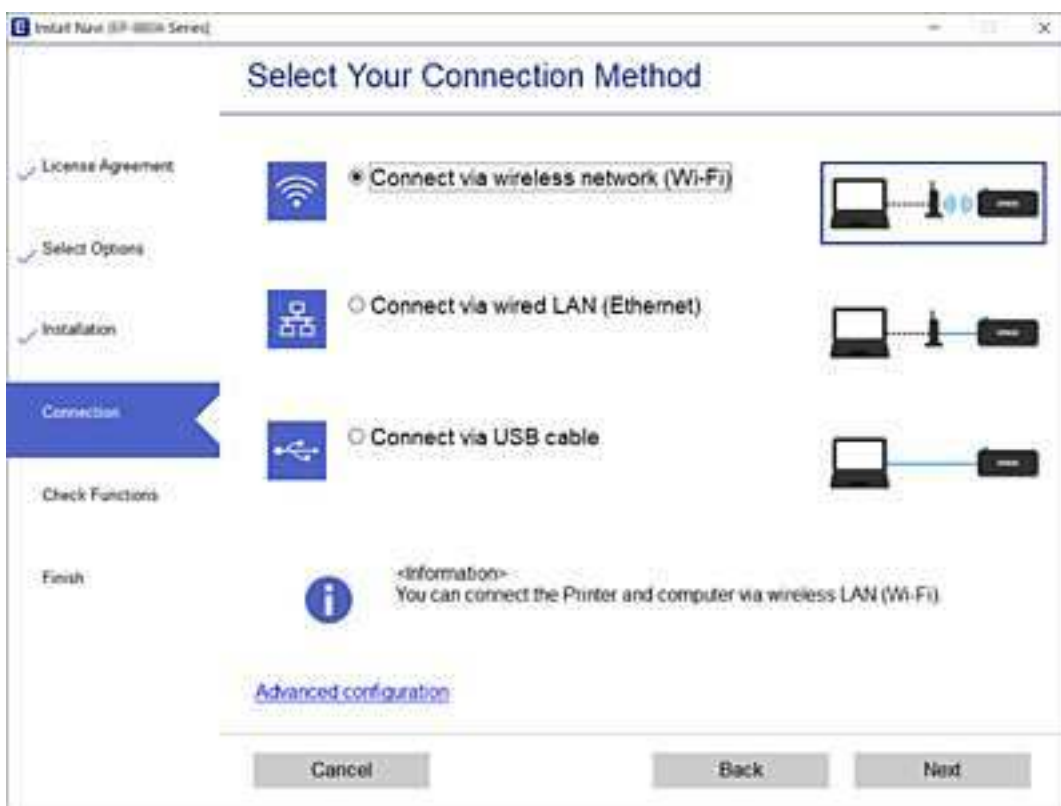 Install Navi Series]
Select Your Connection Method
License Agreement
Select Options
Installation
Connection
Check Functions
Finish
Connect via wireless network (Wi-Fi)
Connect via wired LAN (Ethernet)
Connect via USB cable
<Information>
You can connect the Printer and computer via wireless LAN (Wi-Fi).
Advanced configuration
Cancel
Back
Next